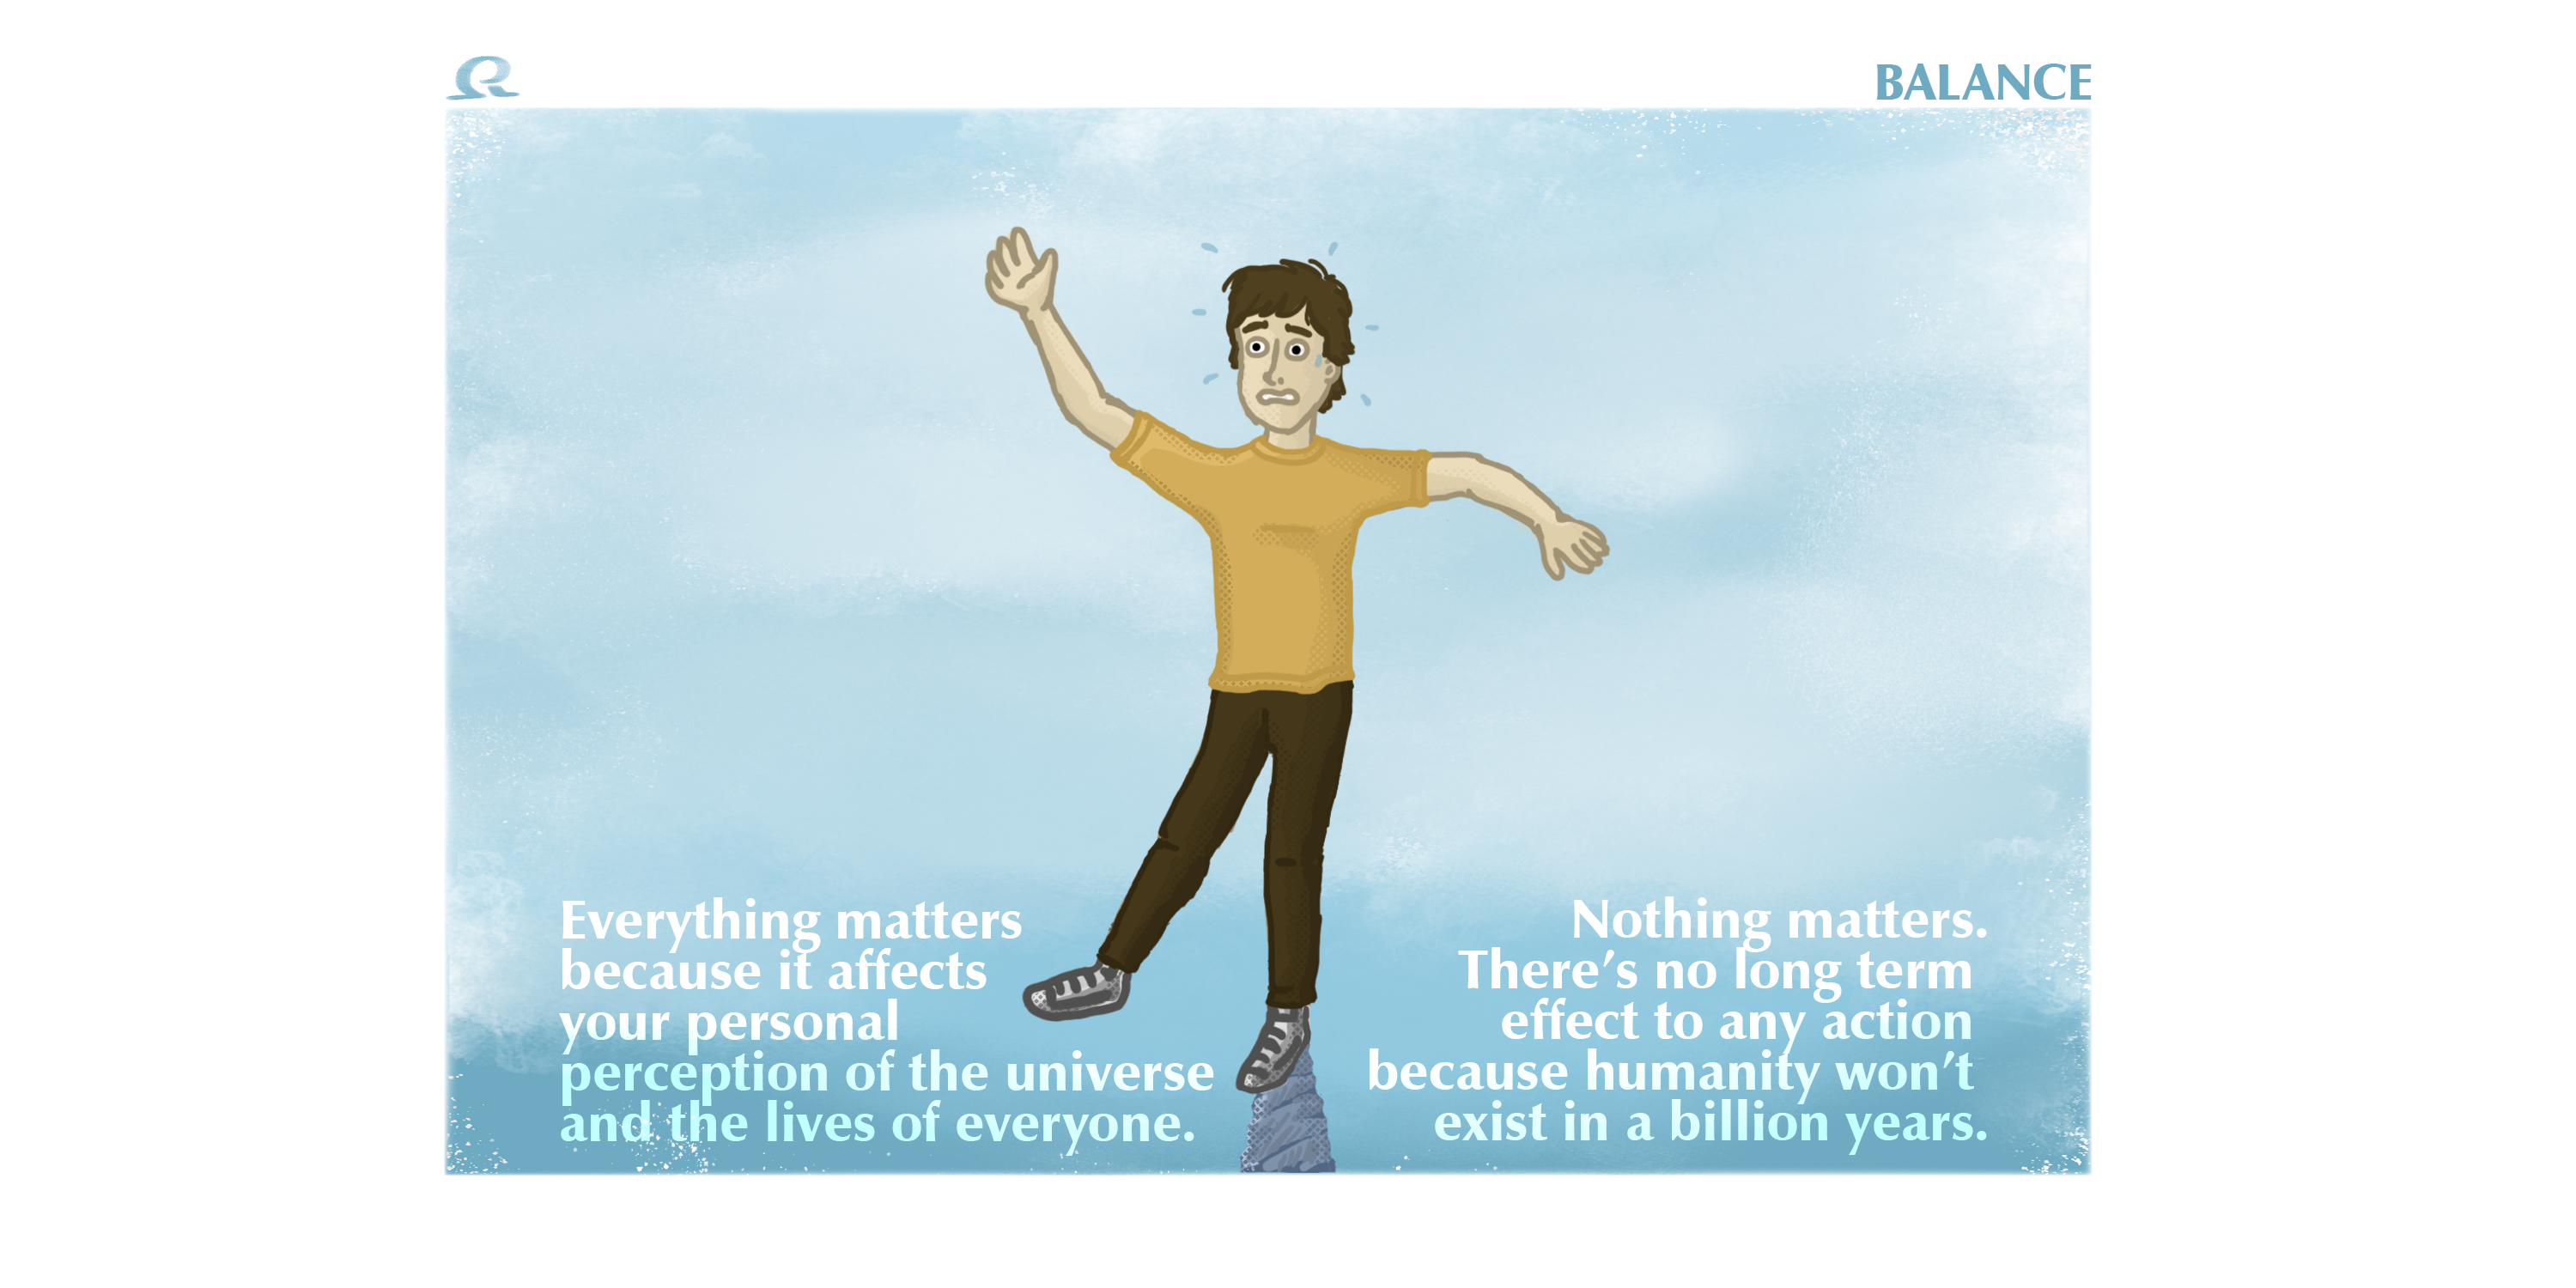 BALANCE
Everything matters
because it affects
your personal
perception of the universe
and the lives of everyone.
Nothing matters.
There’s no long term
effect to any action
because humanity won’t
exist in a billion years.